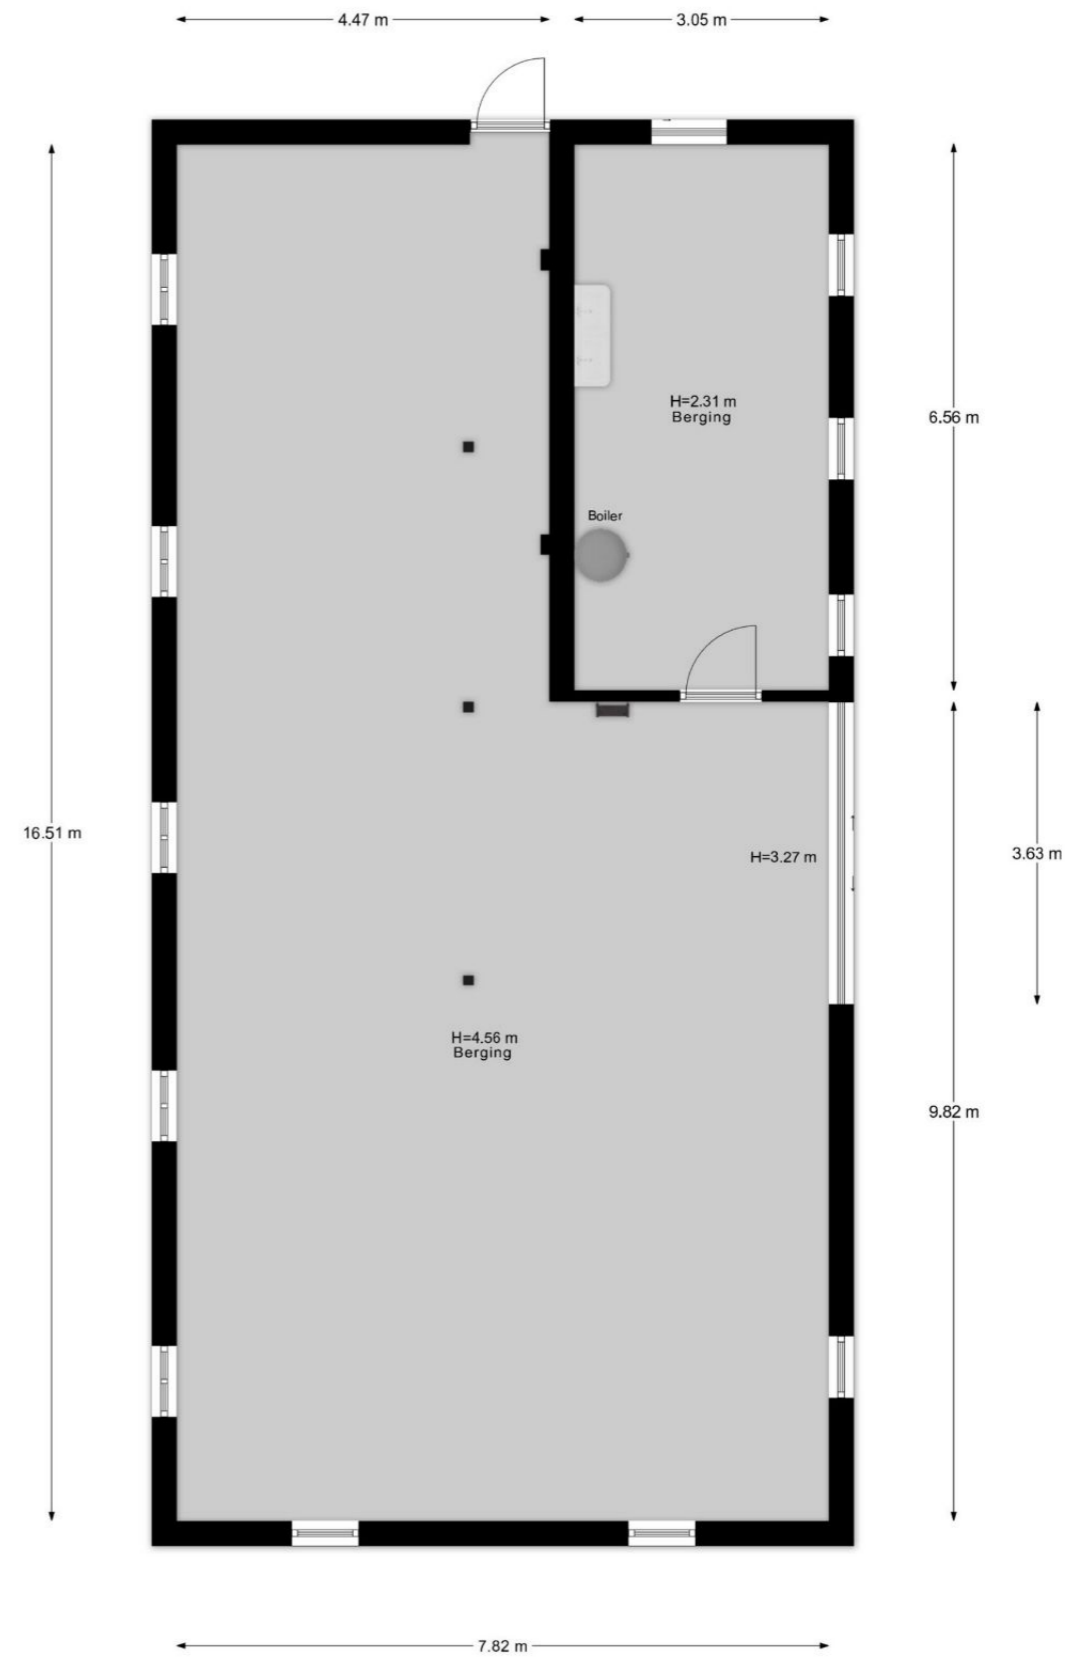 4.47 m
3.05 m
H=2.31 m
Berging
6.56 m
Boiler
16.51 m
H=3.27 m
3.63 m
H=4.56 m
Berging
9.82 m
7.82 m